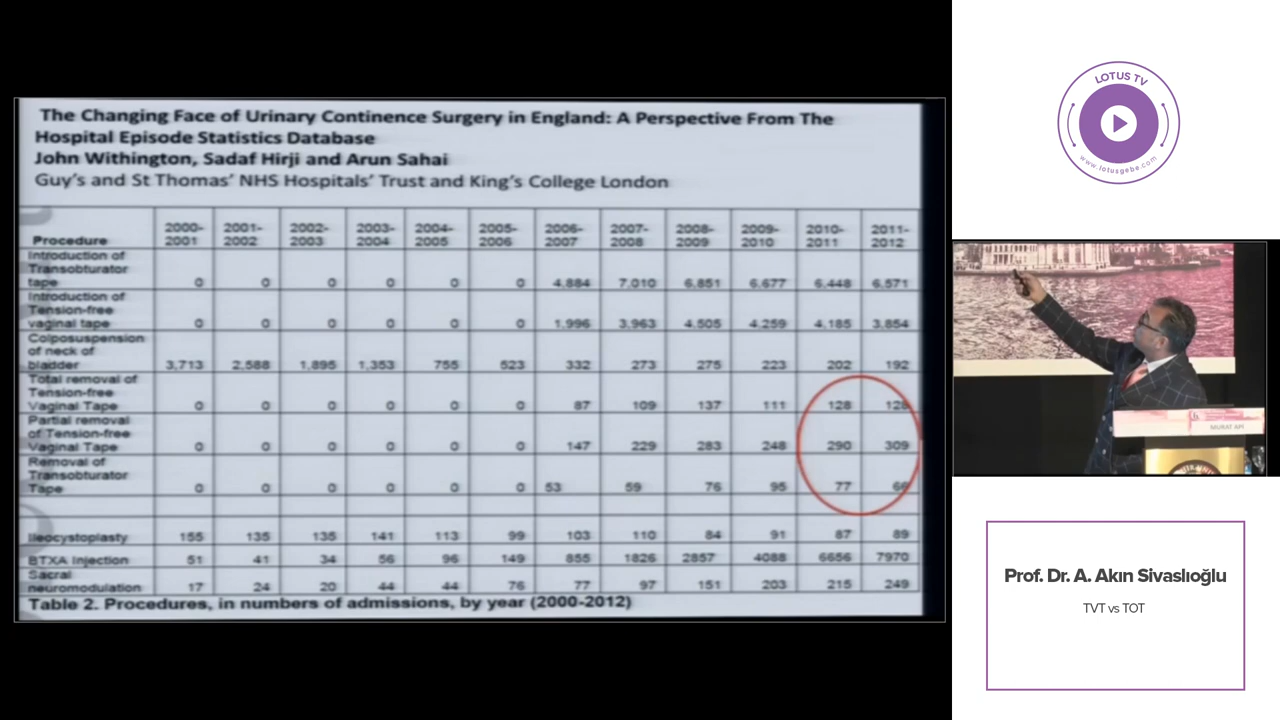 The Changing Face of Urinary Continence Surgery in England: A Perspective From The
Hospital Episode Statistics Database
John Withington, Sadaf Hirji and Arun Sahai
Guy's and St Thomas' NHS Hospitals' Trust and King's College London
Procedure 2000-2001 2001-2002 2002-2003 2003-2004 2004-2005 2005-2006 2006-2007 2007-2008 2008-2009 2009-2010 2010-2011 2011-2012
Introduction of Transobturator tape 0 0 0 0 0 0 4,884 7,010 6,851 6,677 6,448 6,571
Introduction of Tension-free vaginal tape 0 0 0 0 0 0 1,996 3,963 4,505 4,259 4,185 3,854
Colposuspension of neck of bladder 3,713 2,588 1,895 1,353 755 523 332 273 275 223 202 192
Total removal of Tension-free Vaginal Tape 0 0 0 0 0 0 87 109 137 111 128
Partial removal of Tension-free Vaginal Tape 0 0 0 0 0 0 147 229 283 248 290 309
Removal of Transobturator Tape 0 0 0 0 0 0 53 59 76 95 77
Ileocystoplasty 155 135 135 141 113 99 103 110 84 91 87 89
BTXA Injection 51 41 34 56 96 149 855 1826 2857 4088 6656 7970
Sacral neuromodulation 17 24 20 44 44 76 77 97 151 203 215 249
Table 2. Procedures, in numbers of admissions, by year (2000-2012)
LOTUS TV
www.lotusgebe.com
MURAT API
Prof. Dr. A. Akın Sivaslıoğlu
TVT vs TOT